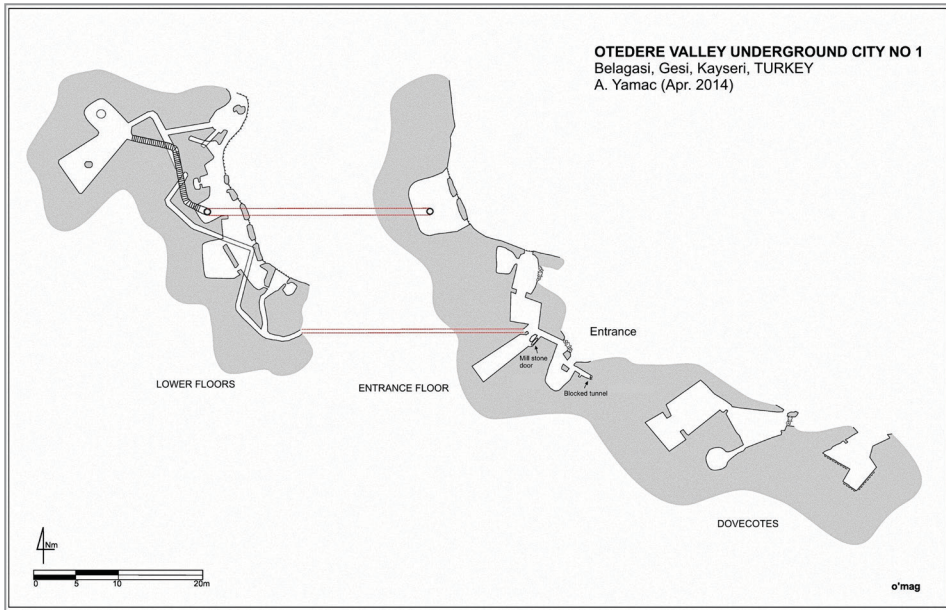 OTEDERE VALLEY UNDERGROUND CITY NO 1
Belagasi, Gesi, Kayseri, TURKEY
A. Yamac (Apr. 2014)
Entrance
Mill stone
door
Blocked tunnel
LOWER FLOORS
ENTRANCE FLOOR
DOVECOTES
Nm
0 5 10 20m
o'mag